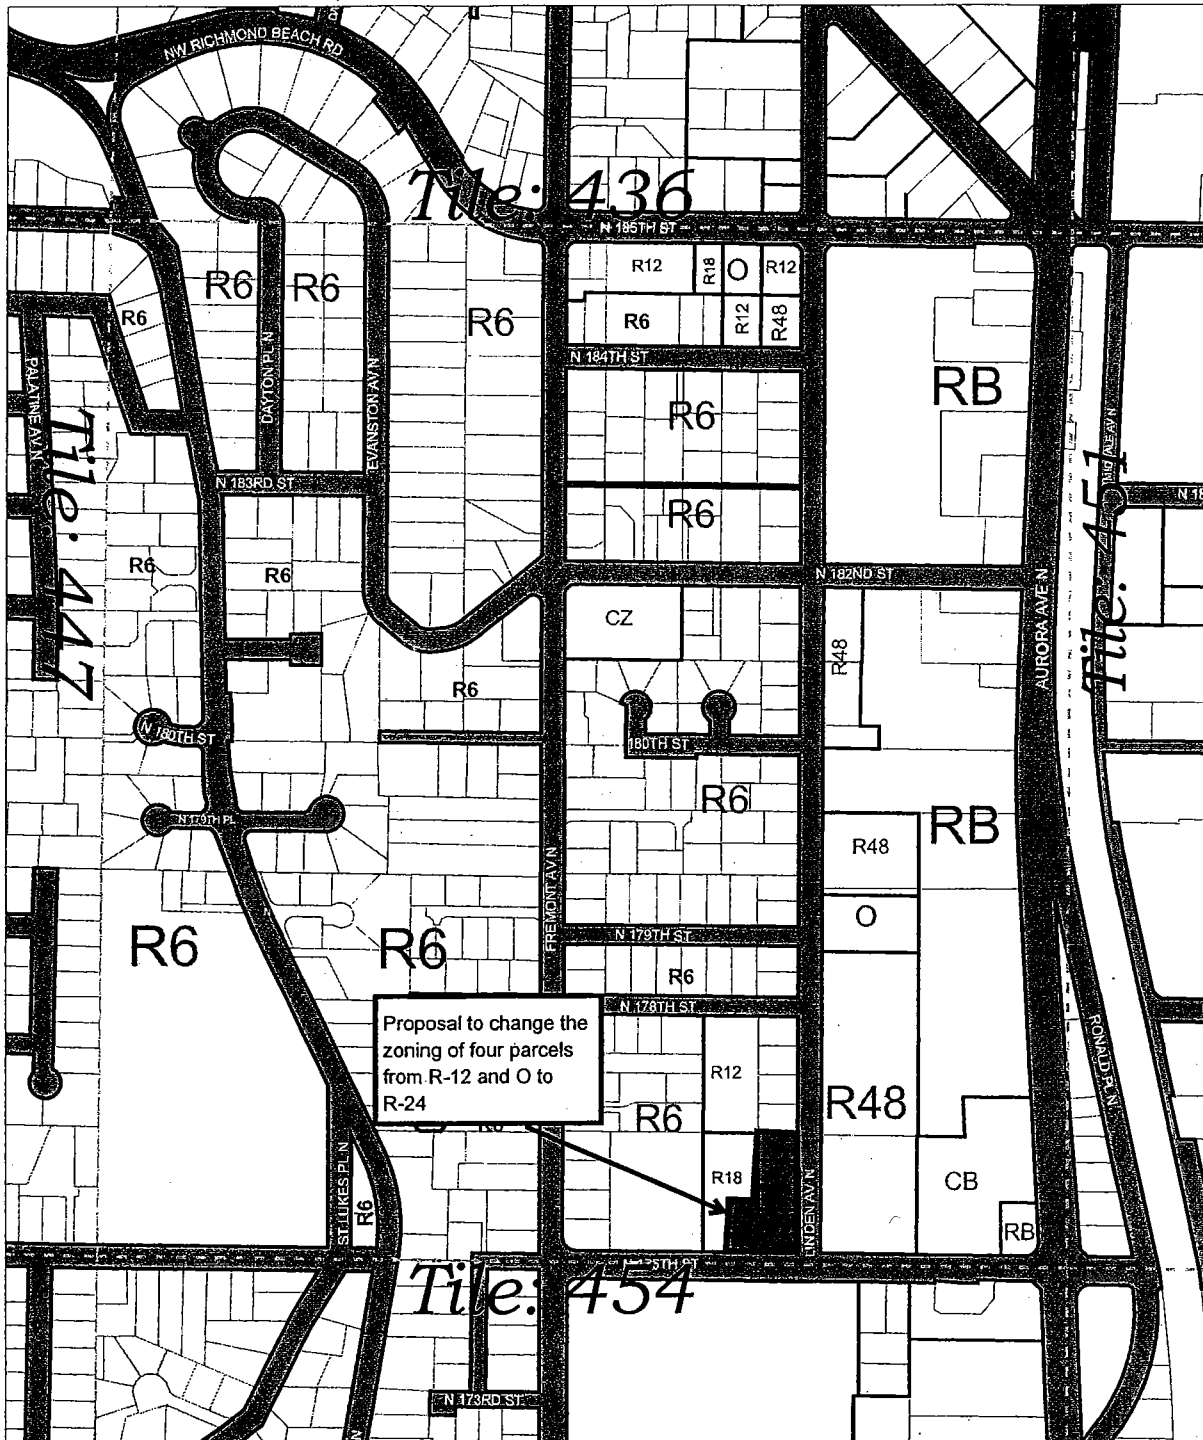 NW RICHMOND BEACH RD
Tile: 436
N 185TH ST
R12
R18
O
R12
R6
R6
R6
R6
R6
R12
R48
N 184TH ST
RB
PALATINE AV N
DAYTON PL N
EVANSTON AV N
R6
Tile: 447
N 183RD ST
Tile: 451
R6
R6
R6
N 182ND ST
AURORA AVE N
CZ
R48
R6
N 180TH ST
180TH ST
R6
RB
N 179TH PL
R48
FREMONT AV N
O
R6
R6
N 179TH ST
R6
N 178TH ST
Proposal to change the
zoning of four parcels
from R-12 and O to
R-24
RONALD PL N
R12
R6
R48
R18
CB
ST LUKES PL N
R6
LINDEN AV N
RB
Tile: 454
N 173RD ST